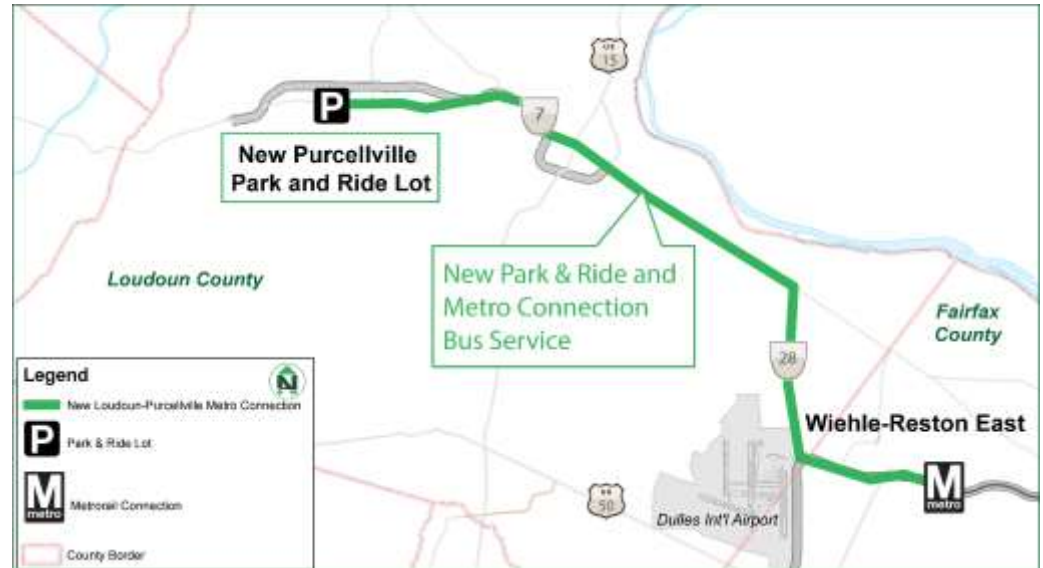 US
15
P
7
New Purcellville
Park and Ride Lot
New Park & Ride and
Metro Connection
Bus Service
Loudoun County
Fairfax
County
28
Wiehle-Reston East
M
metro
US
50
Dulles Int'l Airport
Legend
N
New Loudoun-Purcellville Metro Connection
P
Park & Ride Lot
M
metro
Metrorail Connection
County Border